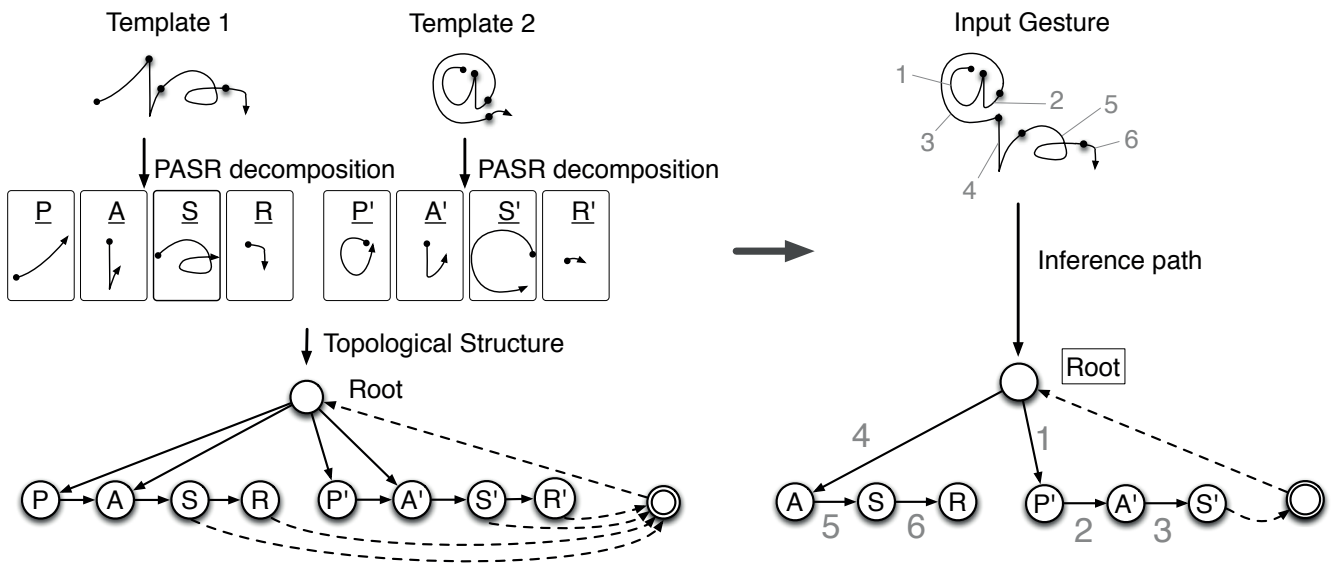 Template 1
Template 2
Input Gesture
1
2
5
3
6
4
PASR decomposition
PASR decomposition
P
A
S
R
P'
A'
S'
R'
Inference path
Topological Structure
Root
Root
4
1
P
A
S
R
P'
A'
S'
R'
A
S
R
P'
A'
S'
5
6
2
3